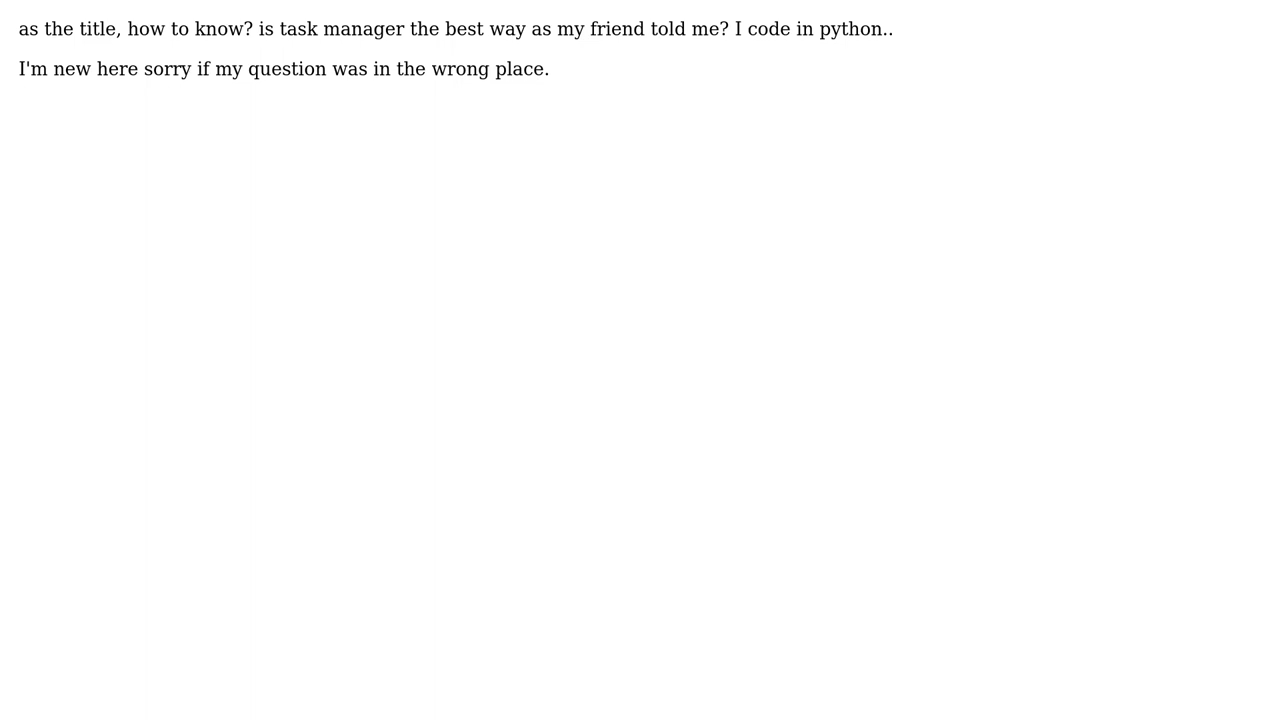 as the title, how to know? is task manager the best way as my friend told me? I code in python..
I'm new here sorry if my question was in the wrong place.